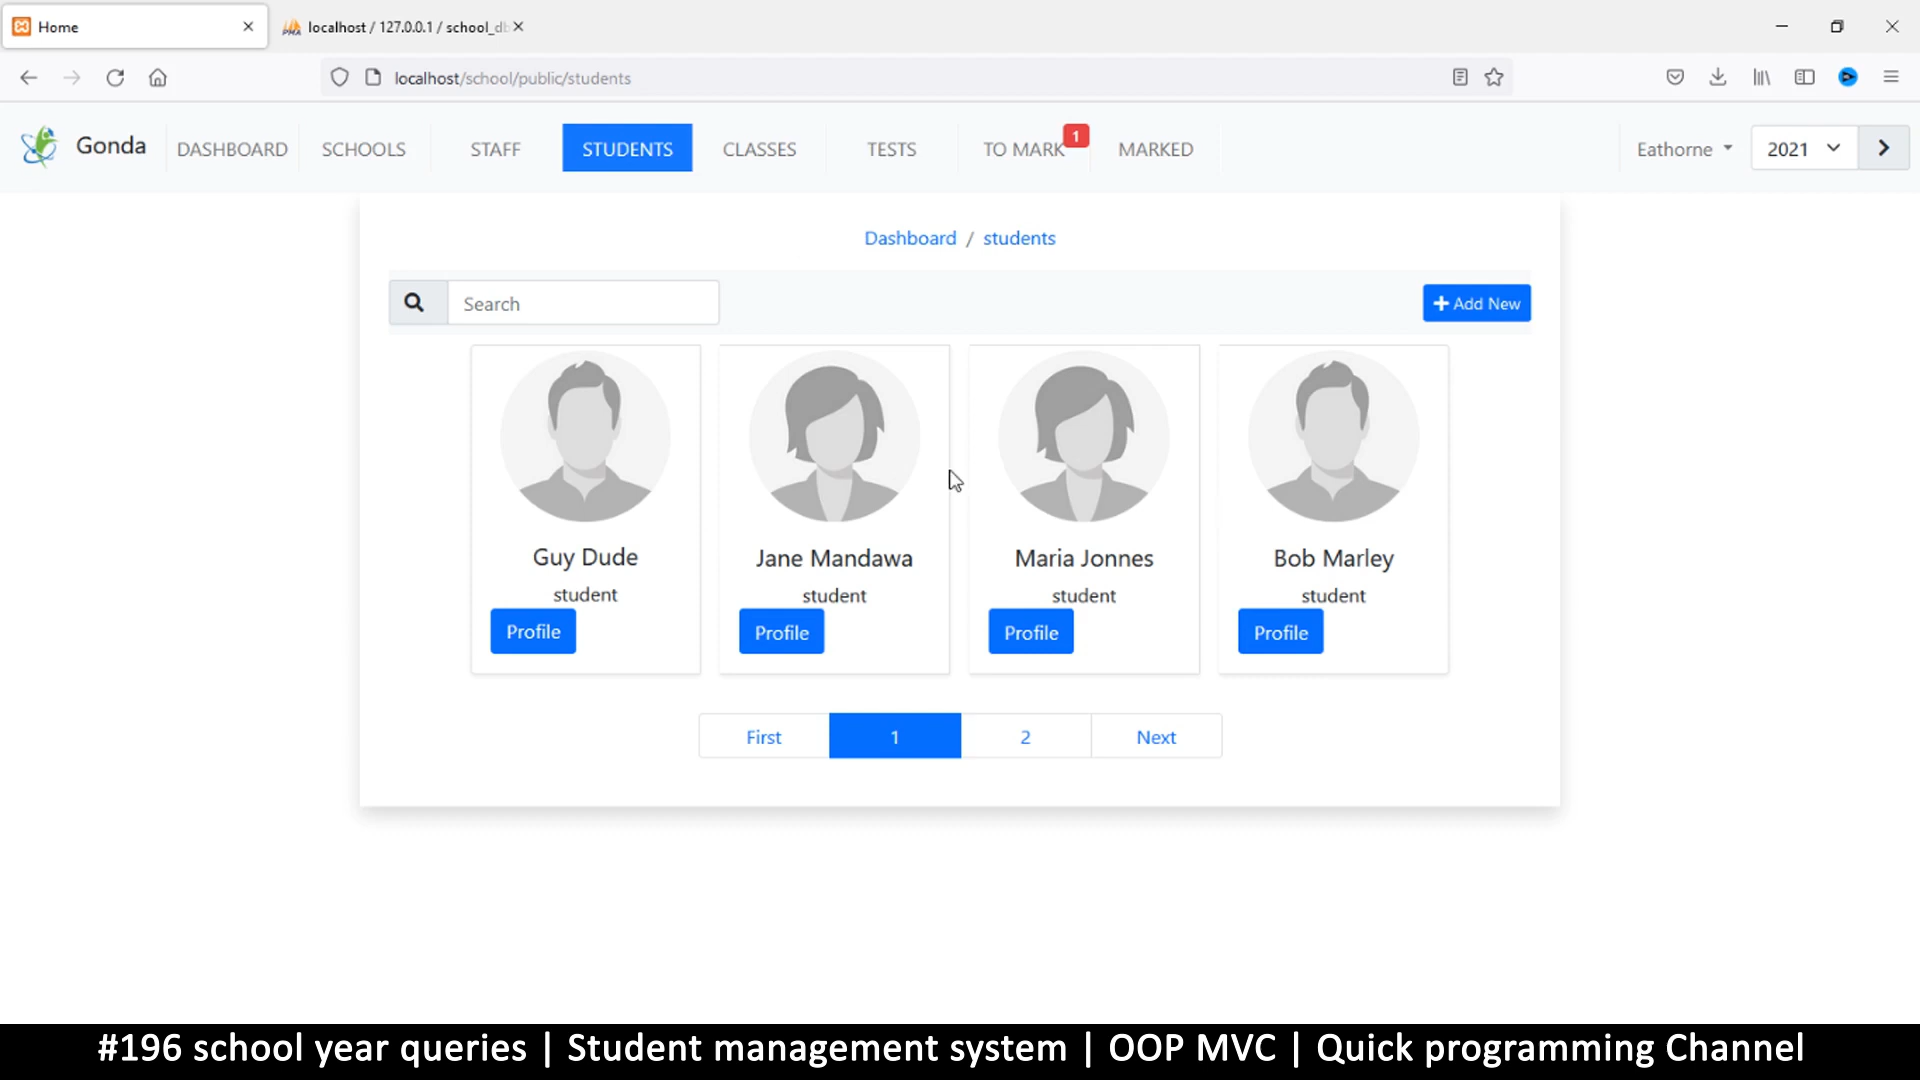 Home
localhost / 127.0.0.1 / school_db
localhost/school/public/students
Gonda
DASHBOARD
SCHOOLS
STAFF
STUDENTS
CLASSES
TESTS
TO MARK
1
MARKED
Eathorne
2021
Dashboard / students
Search
Add New
Guy Dude
student
Profile
Jane Mandawa
student
Profile
Maria Jonnes
student
Profile
Bob Marley
student
Profile
First
1
2
Next
#196 school year queries | Student management system | OOP MVC | Quick programming Channel